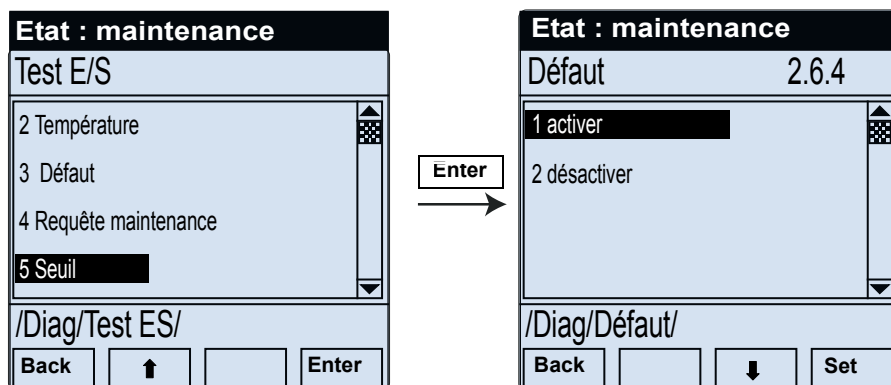 Etat : maintenance
Test E/S
2 Température
3 Défaut
4 Requête maintenance
5 Seuil
/Diag/Test ES/
Back
Enter
Enter
Etat : maintenance
Défaut 2.6.4
1 activer
2 désactiver
/Diag/Défaut/
Back
Set